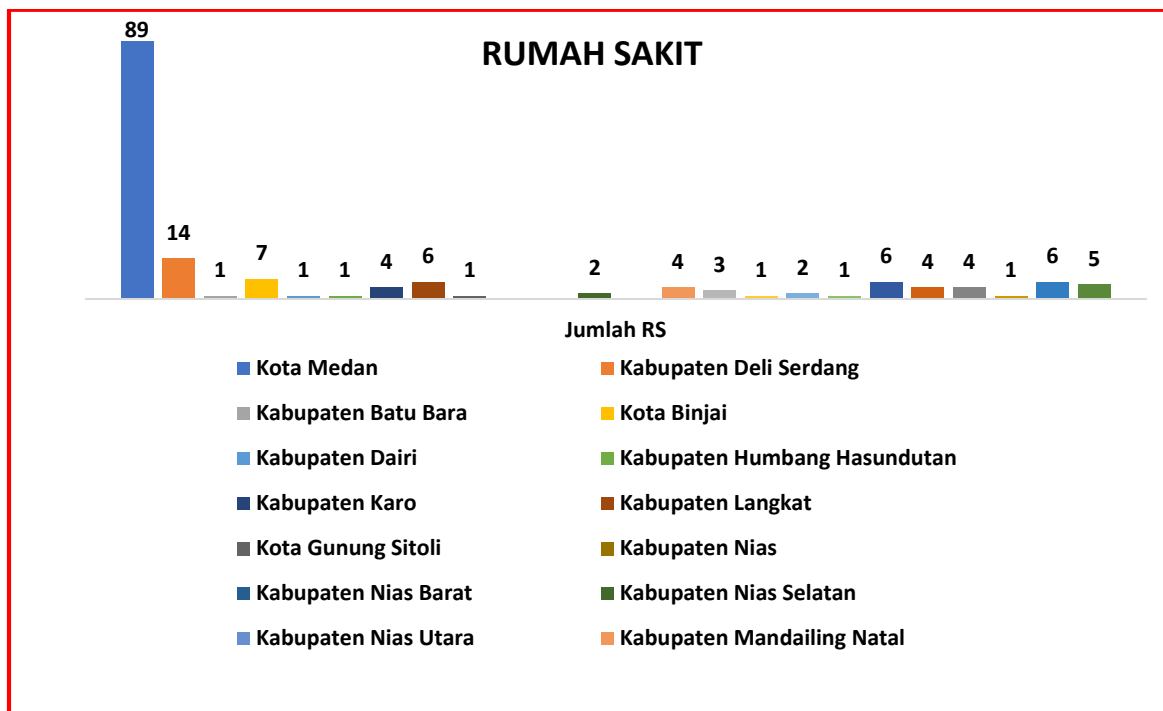 RUMAH SAKIT
89
14
1
7
1
1
4
6
1
2
4
3
1
2
1
6
4
4
1
6
5
Jumlah RS
Kota Medan
Kabupaten Deli Serdang
Kabupaten Batu Bara
Kota Binjai
Kabupaten Dairi
Kabupaten Humbang Hasundutan
Kabupaten Karo
Kabupaten Langkat
Kota Gunung Sitoli
Kabupaten Nias
Kabupaten Nias Barat
Kabupaten Nias Selatan
Kabupaten Nias Utara
Kabupaten Mandailing Natal